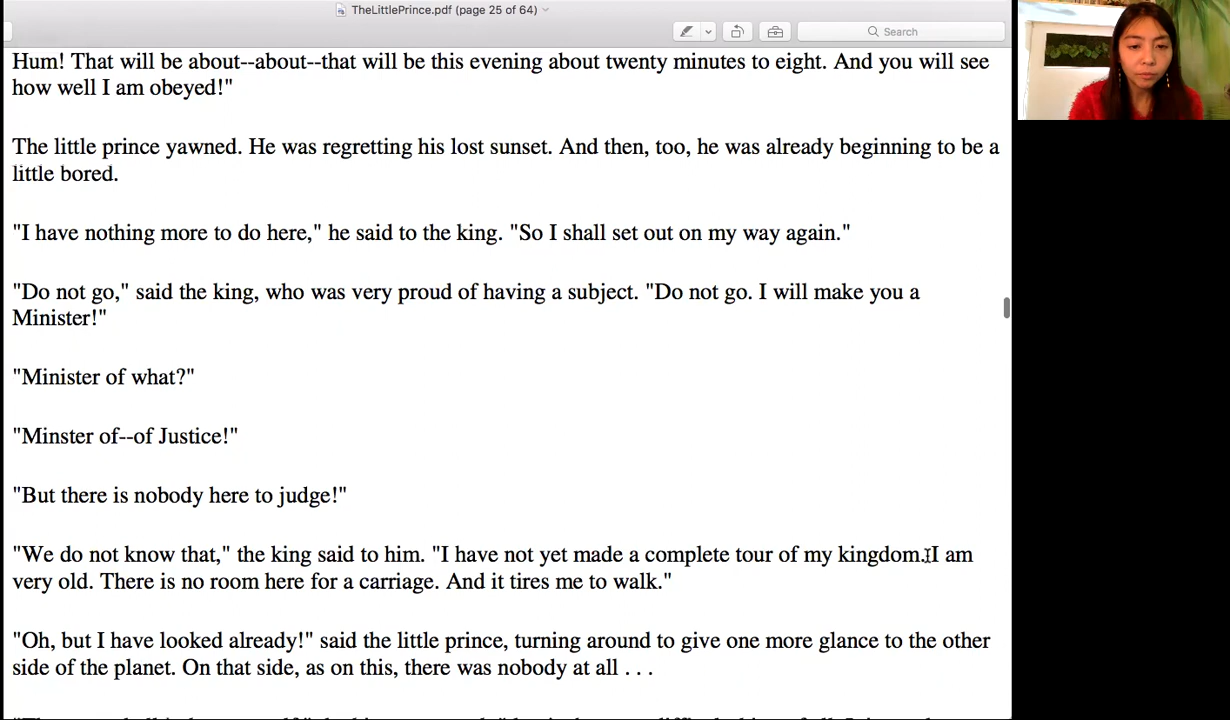 TheLittlePrince.pdf (page 25 of 64)
Search
Hum! That will be about--about--that will be this evening about twenty minutes to eight. And you will see
how well I am obeyed!"
The little prince yawned. He was regretting his lost sunset. And then, too, he was already beginning to be a
little bored.
"I have nothing more to do here," he said to the king. "So I shall set out on my way again."
"Do not go," said the king, who was very proud of having a subject. "Do not go. I will make you a
Minister!"
"Minister of what?"
"Minster of--of Justice!"
"But there is nobody here to judge!"
"We do not know that," the king said to him. "I have not yet made a complete tour of my kingdom. I am
very old. There is no room here for a carriage. And it tires me to walk."
"Oh, but I have looked already!" said the little prince, turning around to give one more glance to the other
side of the planet. On that side, as on this, there was nobody at all . . .